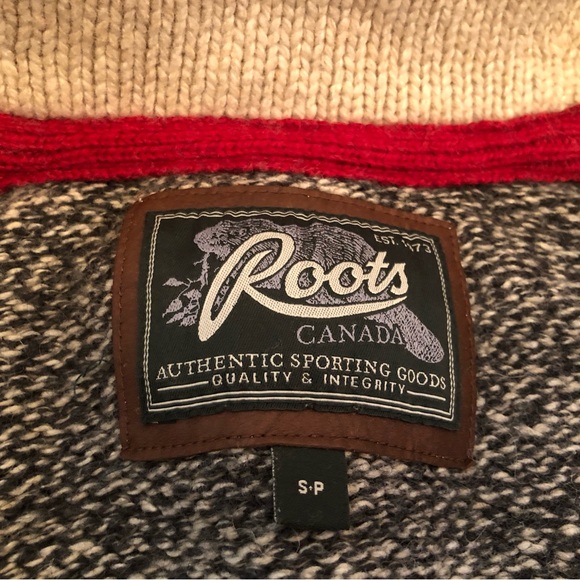 EST. 1973
Roots
CANADA
AUTHENTIC SPORTING GOODS
QUALITY & INTEGRITY
S·P